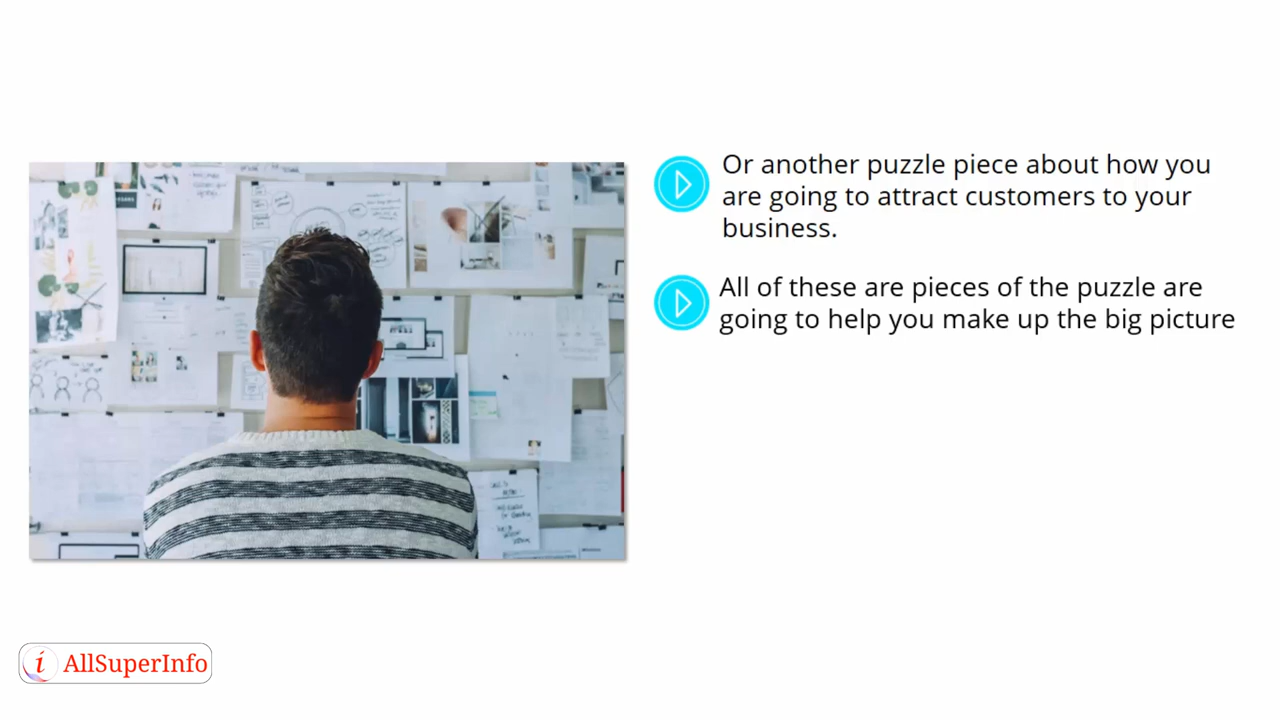 Or another puzzle piece about how you
are going to attract customers to your
business.
All of these are pieces of the puzzle are
going to help you make up the big picture
i AllSuperInfo